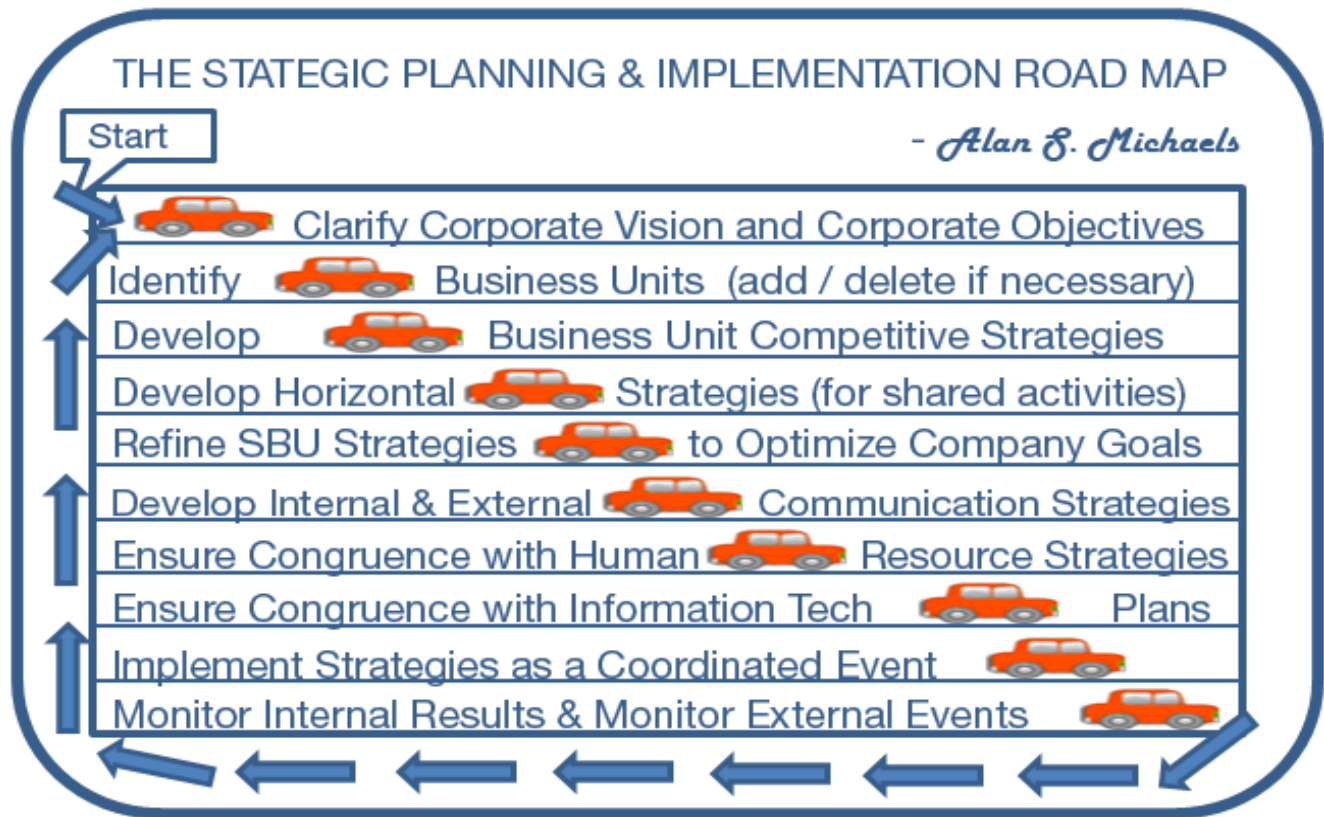 THE STATEGIC PLANNING & IMPLEMENTATION ROAD MAP
- Alan S. Michaels
Start
Clarify Corporate Vision and Corporate Objectives
Identify Business Units (add / delete if necessary)
Develop Business Unit Competitive Strategies
Develop Horizontal Strategies (for shared activities)
Refine SBU Strategies to Optimize Company Goals
Develop Internal & External Communication Strategies
Ensure Congruence with Human Resource Strategies
Ensure Congruence with Information Tech Plans
Implement Strategies as a Coordinated Event
Monitor Internal Results & Monitor External Events